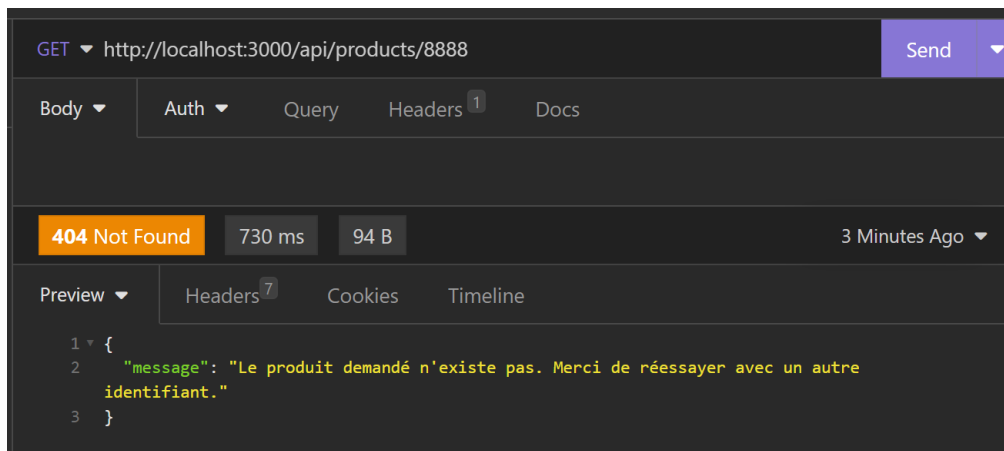 GET http://localhost:3000/api/products/8888 Send
Body Auth Query Headers 1 Docs
404 Not Found 730 ms 94 B 3 Minutes Ago
Preview Headers 7 Cookies Timeline
1 {
2 "message": "Le produit demandé n'existe pas. Merci de réessayer avec un autre
identifiant."
3 }